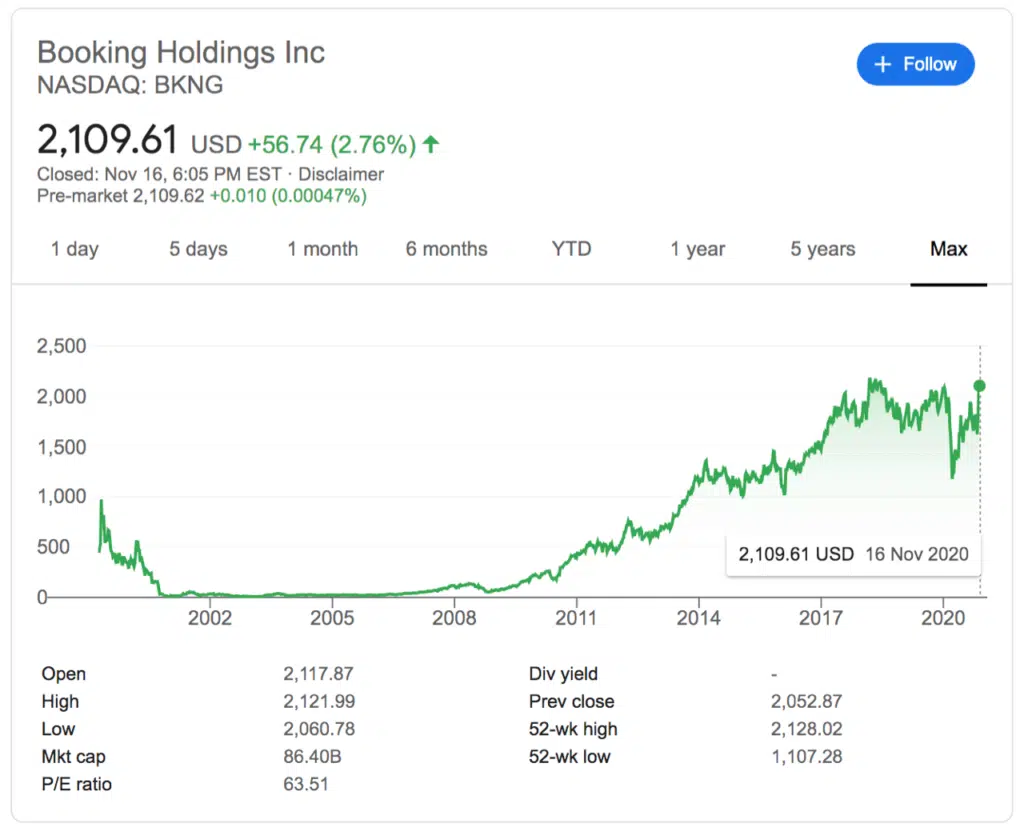 Booking Holdings Inc
NASDAQ: BKNG
+ Follow
2,109.61 USD +56.74 (2.76%) ↑
Closed: Nov 16, 6:05 PM EST · Disclaimer
Pre-market 2,109.62 +0.010 (0.00047%)
1 day 5 days 1 month 6 months YTD 1 year 5 years Max
2,500
2,000
1,500
1,000
500
0
2,109.61 USD 16 Nov 2020
2002 2005 2008 2011 2014 2017 2020
Open 2,117.87 Div yield -
High 2,121.99 Prev close 2,052.87
Low 2,060.78 52-wk high 2,128.02
Mkt cap 86.40B 52-wk low 1,107.28
P/E ratio 63.51